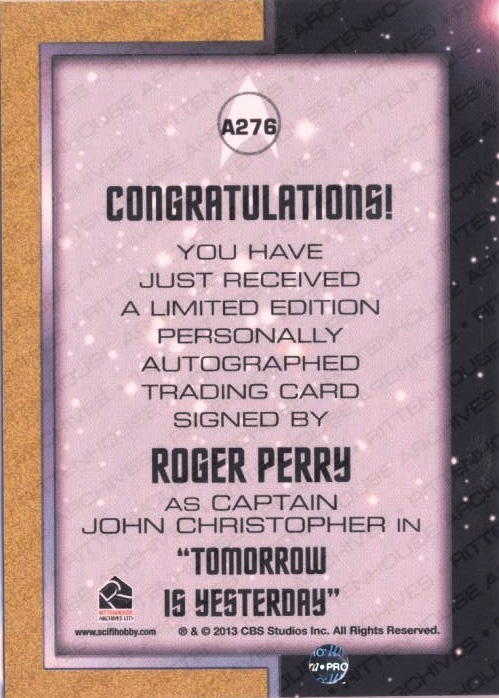 A276
CONGRATULATIONS!
YOU HAVE
JUST RECEIVED
A LIMITED EDITION
PERSONALLY
AUTOGRAPHED
TRADING CARD
SIGNED BY
ROGER PERRY
AS CAPTAIN
JOHN CHRISTOPHER IN
“TOMORROW
IS YESTERDAY”
RITTENHOUSE
ARCHIVES LTD
www.scifihobby.com ® & © 2013 CBS Studios Inc. All Rights Reserved.
PRO
RITTENHOUSE ARCHIVES • RITTENHOUSE ARCHIVES